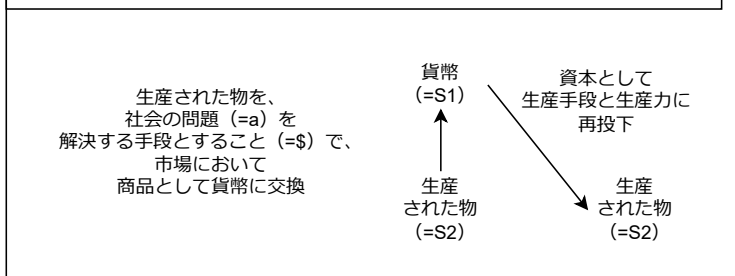 生産された物を、
社会の問題（=a）を
解決する手段とすること（=$）で、
市場において
商品として貨幣に交換
貨幣
（=S1）
生産
された物
（=S2）
資本として
生産手段と生産力に
再投下
生産
された物
（=S2）